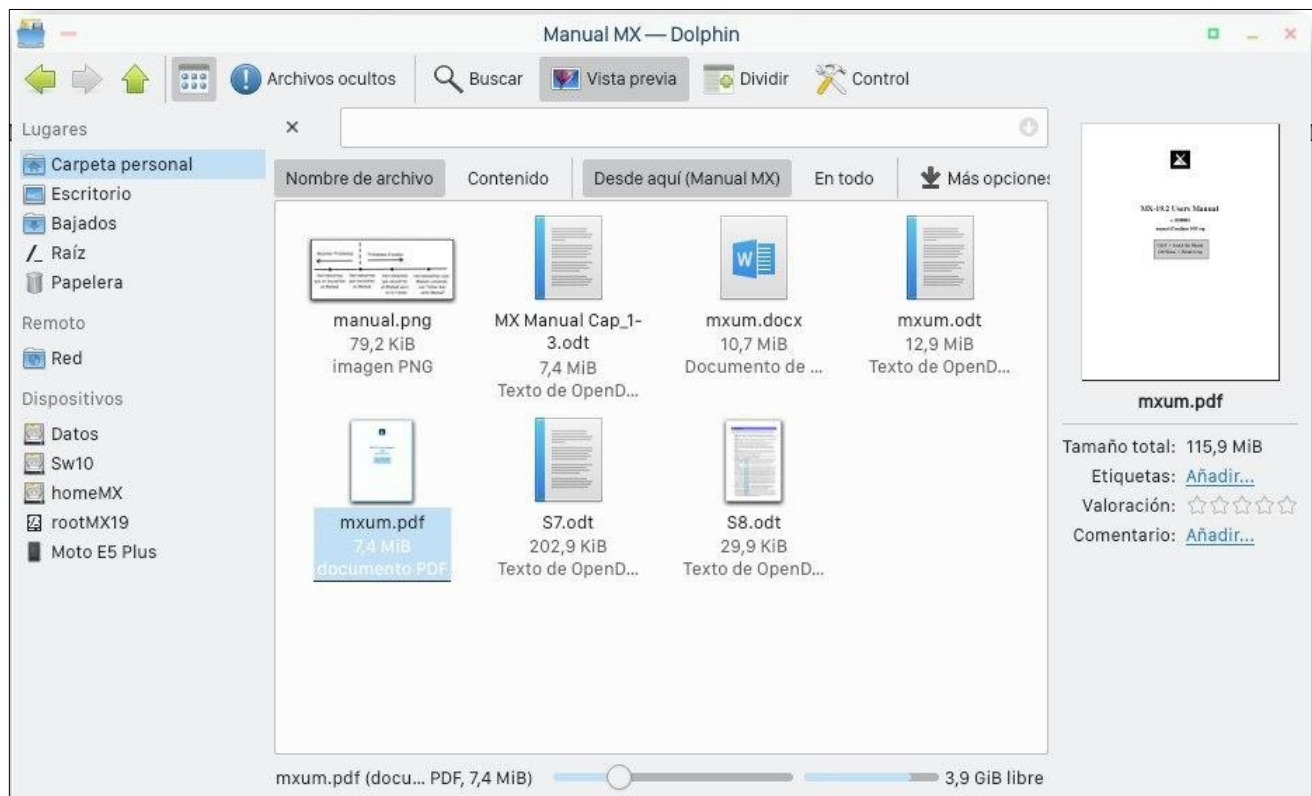 Manual MX — Dolphin
Archivos ocultos
Buscar
Vista previa
Dividir
Control
Lugares
Carpeta personal
Escritorio
Bajados
Raíz
Papelera
Remoto
Red
Dispositivos
Datos
Sw10
homeMX
rootMX19
Moto E5 Plus
Nombre de archivo
Contenido
Desde aquí (Manual MX)
En todo
Más opciones
manual.png
79,2 KiB
imagen PNG
MX Manual Cap_1-
3.odt
7,4 MiB
Texto de OpenD...
mxum.docx
10,7 MiB
Documento de ...
mxum.odt
12,9 MiB
Texto de OpenD...
mxum.pdf
7,4 MiB
documento PDF
S7.odt
202,9 KiB
Texto de OpenD...
S8.odt
29,9 KiB
Texto de OpenD...
MX-19.2 Users Manual
mxum.pdf
Tamaño total: 115,9 MiB
Etiquetas: Añadir...
Valoración:
Comentario: Añadir...
mxum.pdf (docu... PDF, 7,4 MiB)
3,9 GiB libre